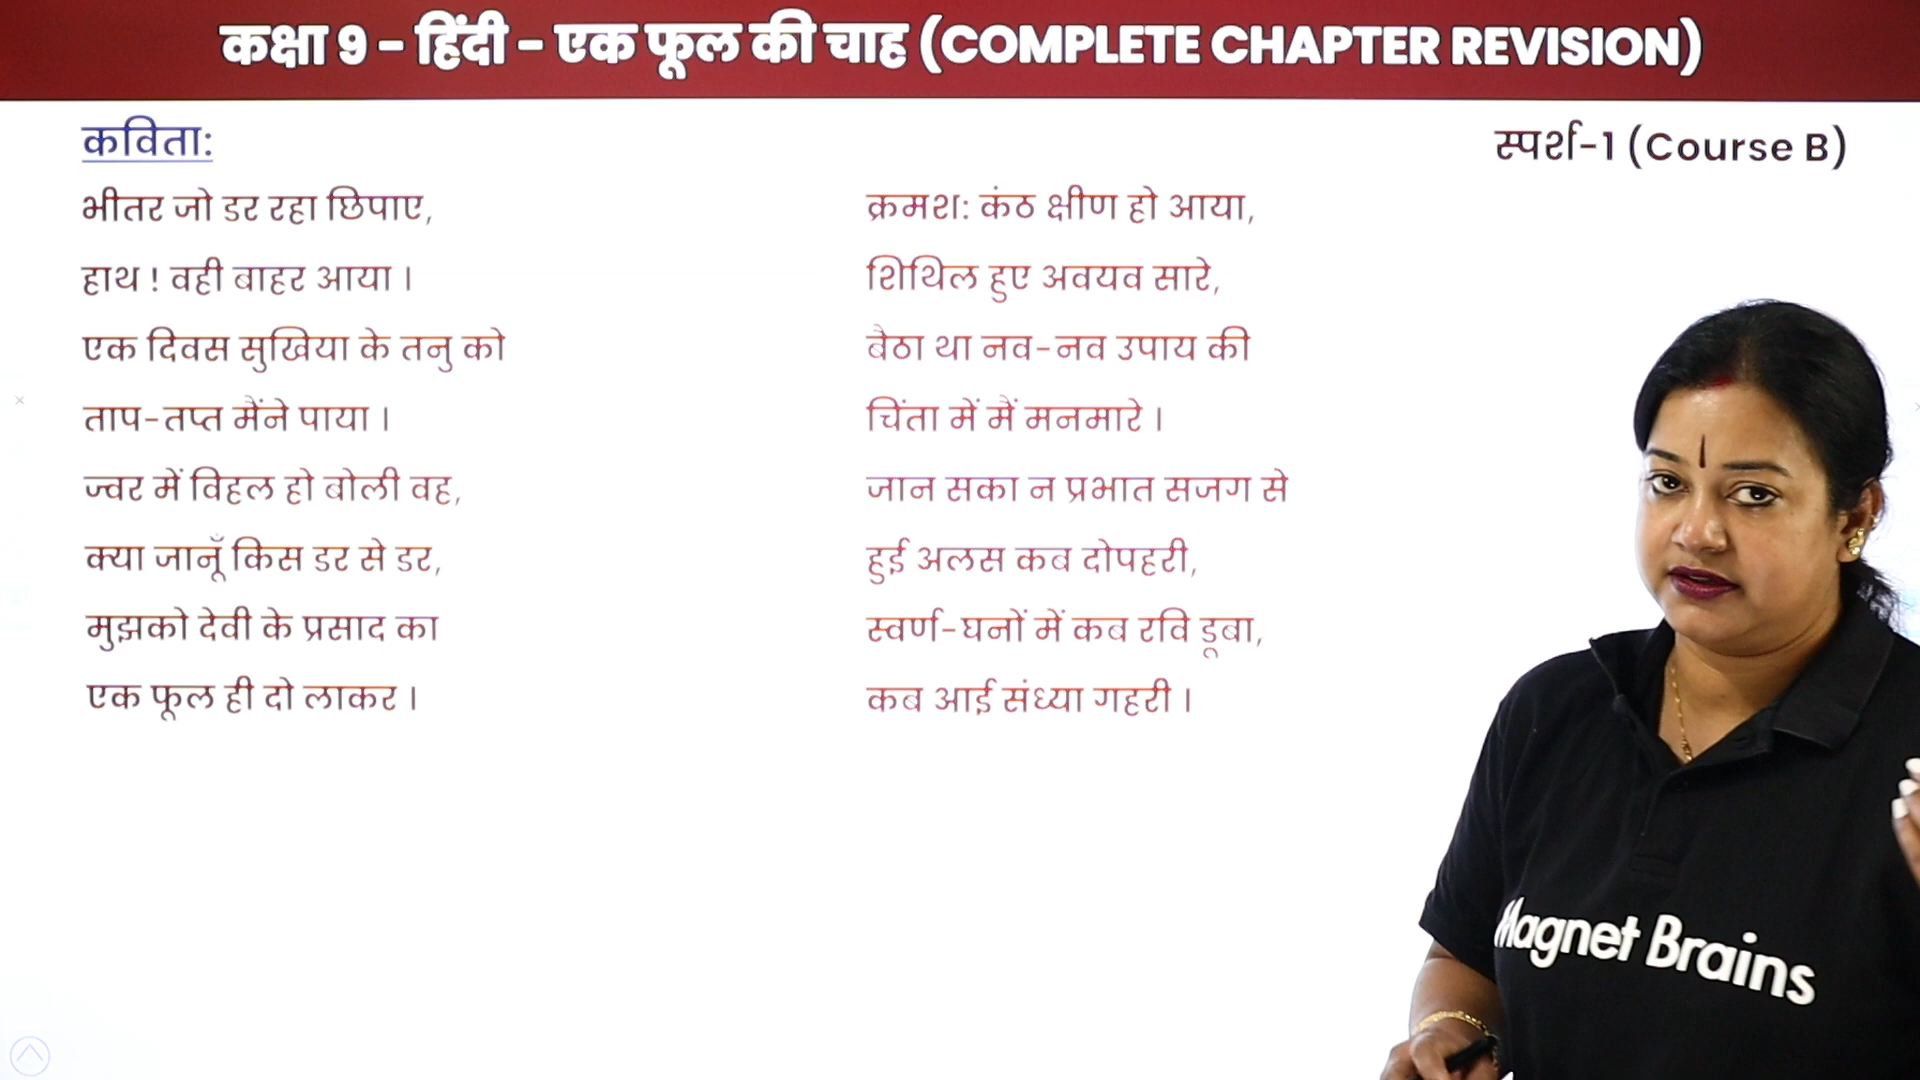 कक्षा 9 - हिंदी - एक फूल की चाह (COMPLETE CHAPTER REVISION)
कविता:
स्पर्श-1 (Course B)
भीतर जो डर रहा छिपाए,
हाथ ! वही बाहर आया ।
एक दिवस सुखिया के तनु को
ताप-तप्त मैंने पाया ।
ज्वर में विहल हो बोली वह,
क्या जानूँ किस डर से डर,
मुझको देवी के प्रसाद का
एक फूल ही दो लाकर ।
क्रमश: कंठ क्षीण हो आया,
शिथिल हुए अवयव सारे,
बैठा था नव-नव उपाय की
चिंता में मैं मनमारे ।
जान सका न प्रभात सजग से
हुई अलस कब दोपहरी,
स्वर्ण-घनों में कब रवि डूबा,
कब आई संध्या गहरी ।
Magnet Brains